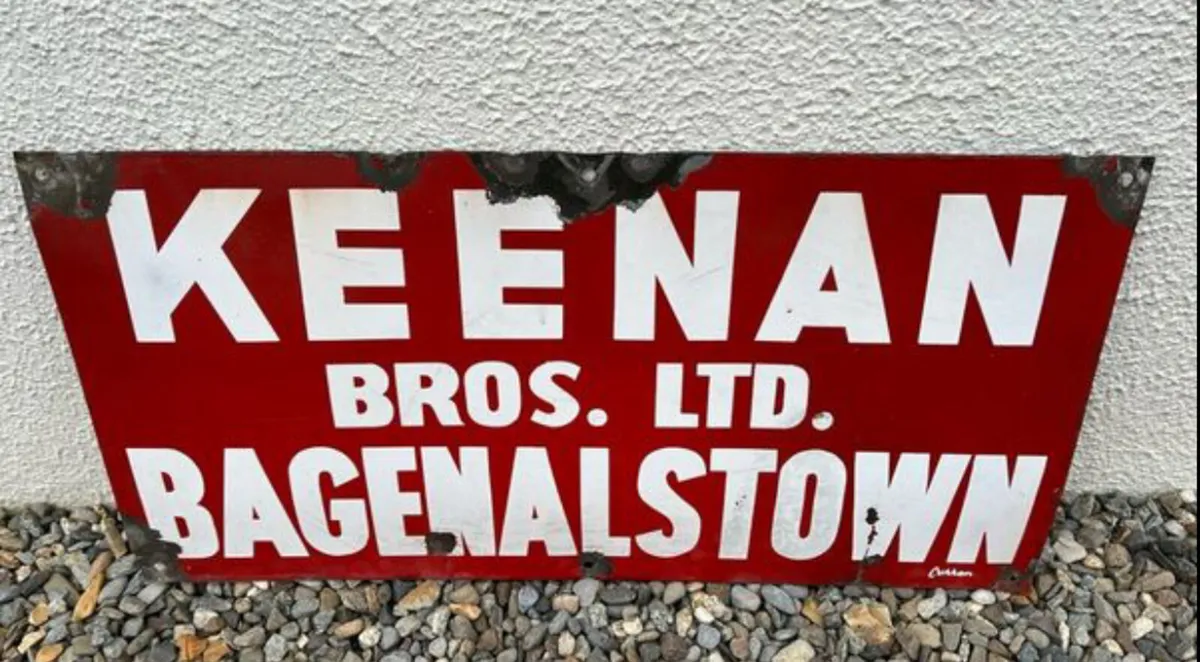 KEENAN
BROS. LTD.
BAGENALSTOWN